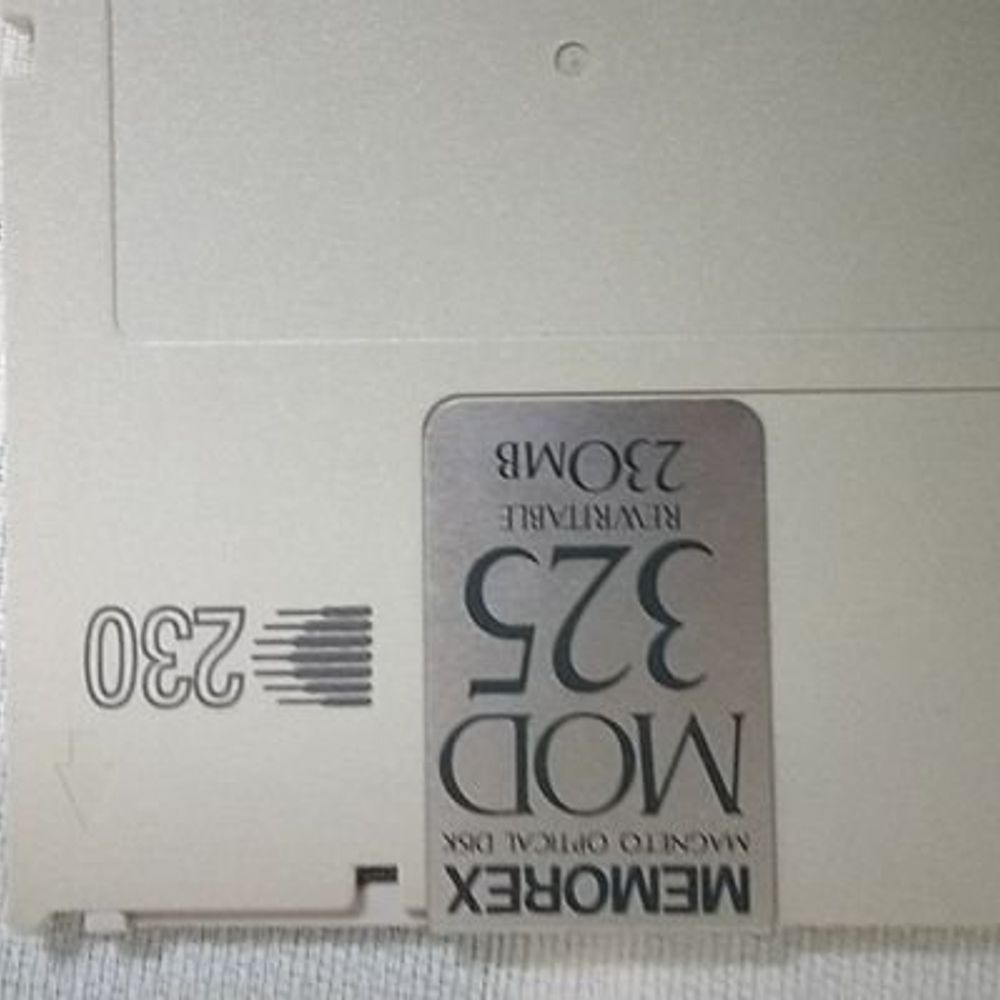 MEMOREX
MAGNETO OPTICAL DISK
MOD
325
REWRITABLE
230MB
230